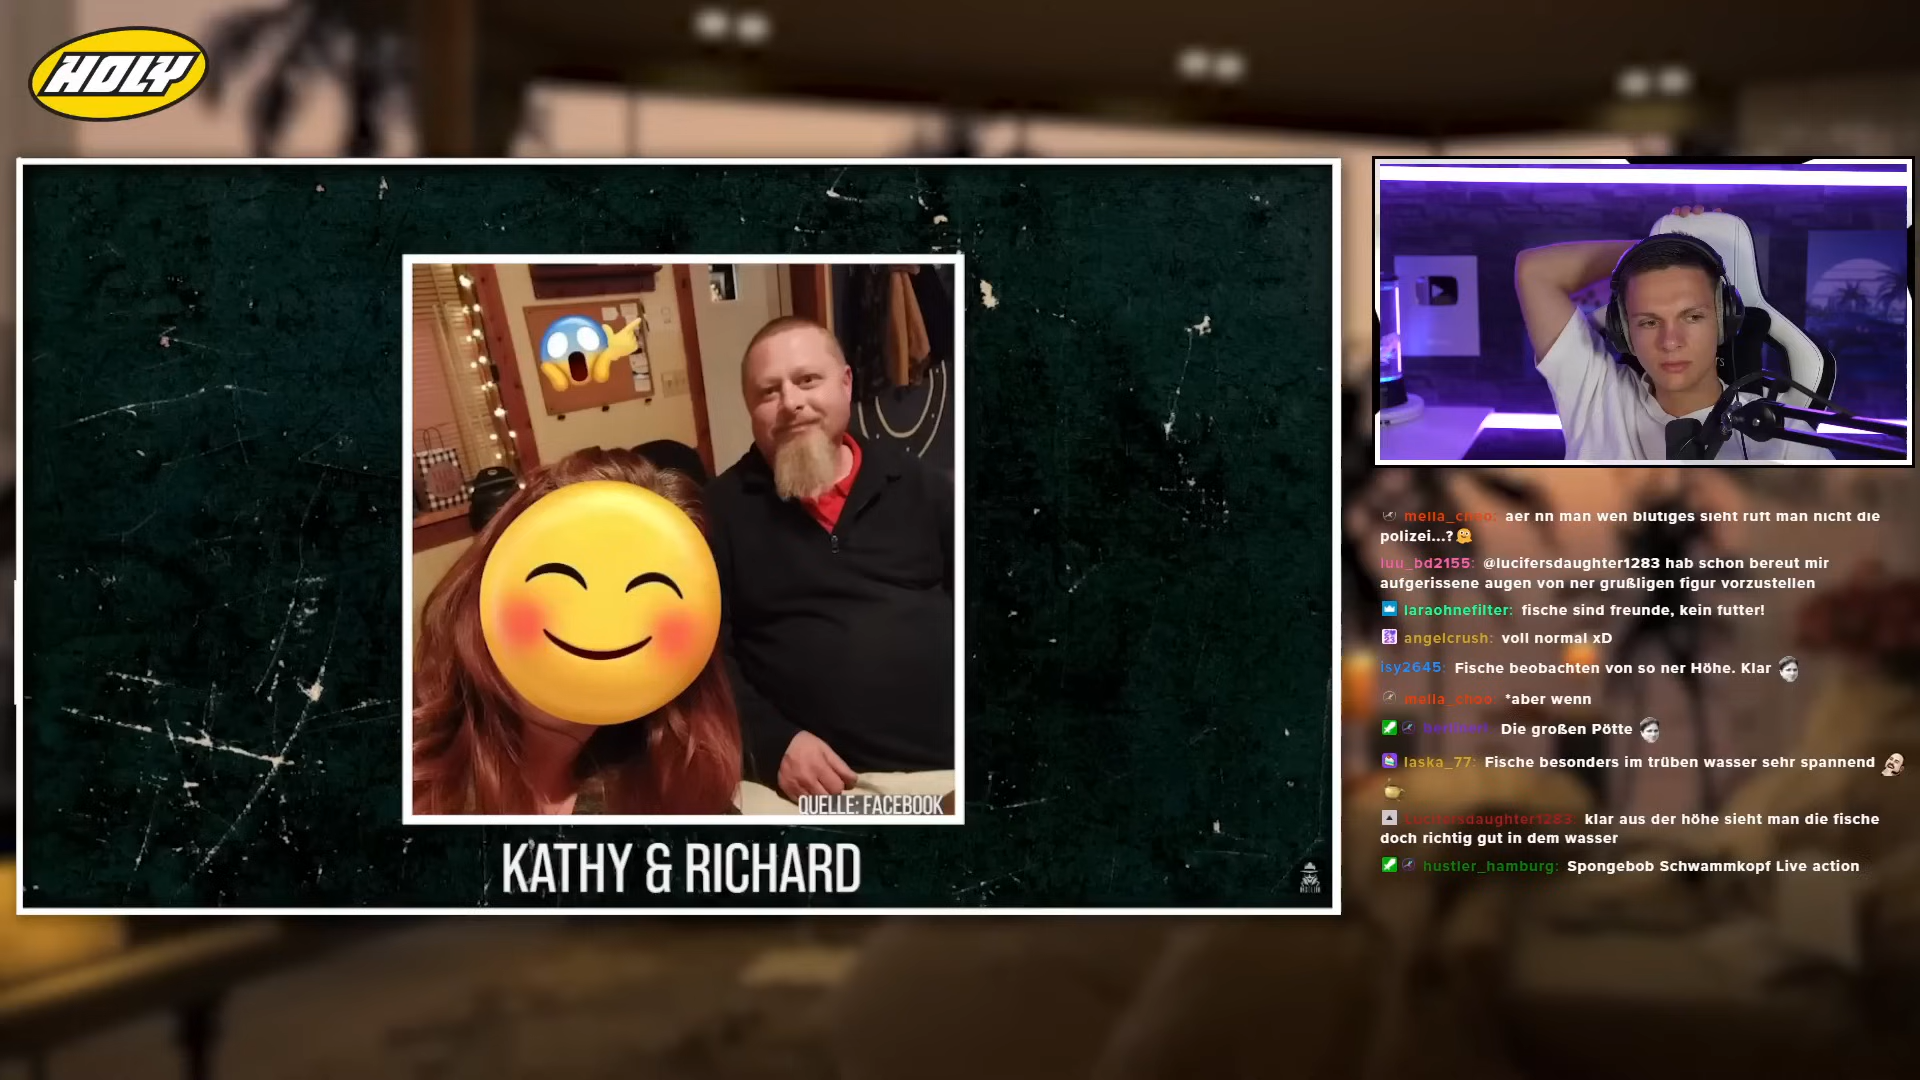 HOLY
QUELLE: FACEBOOK
KATHY & RICHARD
mella_choo: aer nn man wen blutiges sieht ruft man nicht die
polizei...?
luu_bd2155: @lucifersdaughter1283 hab schon bereut mir
aufgerissene augen von ner grußligen figur vorzustellen
laraohnefilter: fische sind freunde, kein futter!
angelcrush: voll normal xD
isy2645: Fische beobachten von so ner Höhe. Klar
mella_choo: *aber wenn
Die großen Pötte
laska_77: Fische besonders im trüben wasser sehr spannend
Lucifersdaughter1283: klar aus der höhe sieht man die fische
doch richtig gut in dem wasser
hustler_hamburg: Spongebob Schwammkopf Live action